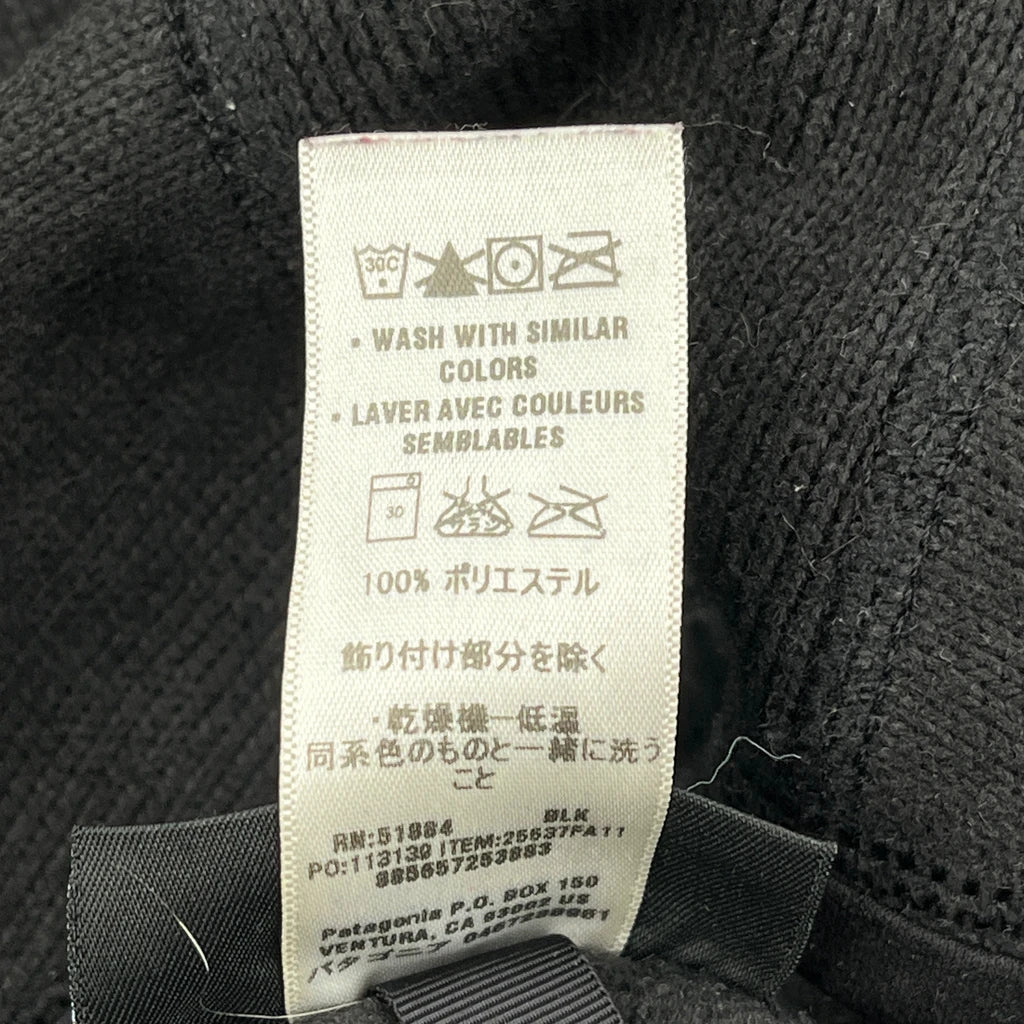 30C
• WASH WITH SIMILAR
COLORS
• LAVER AVEC COULEURS
SEMBLABLES
30
100% ポリエステル
飾り付け部分を除く
・乾燥機ー低温
同系色のものと一緒に洗う
こと
RN:51884 BLK
PO:113139 ITEM:25537FA11
Patagonia P.O. BOX 150
VENTURA, CA 93002 US
パタゴニア